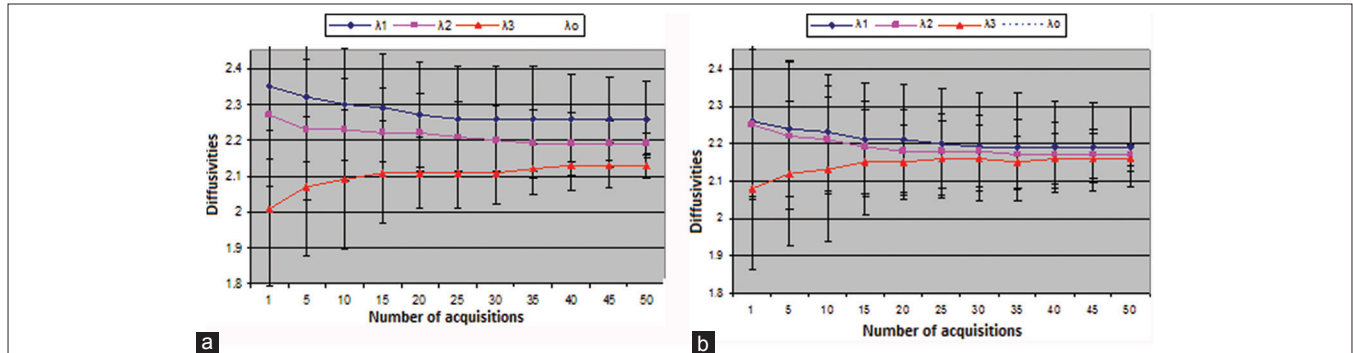 λ1 λ2 λ3 λo
2.4
2.3
2.2
2.1
2
1.9
1.8
Diffusivities
1 5 10 15 20 25 30 35 40 45 50
Number of acquisitions
a
λ1 λ2 λ3 λo
2.4
2.3
2.2
2.1
2
1.9
1.8
Diffusivities
1 5 10 15 20 25 30 35 40 45 50
Number of acquisitions
b